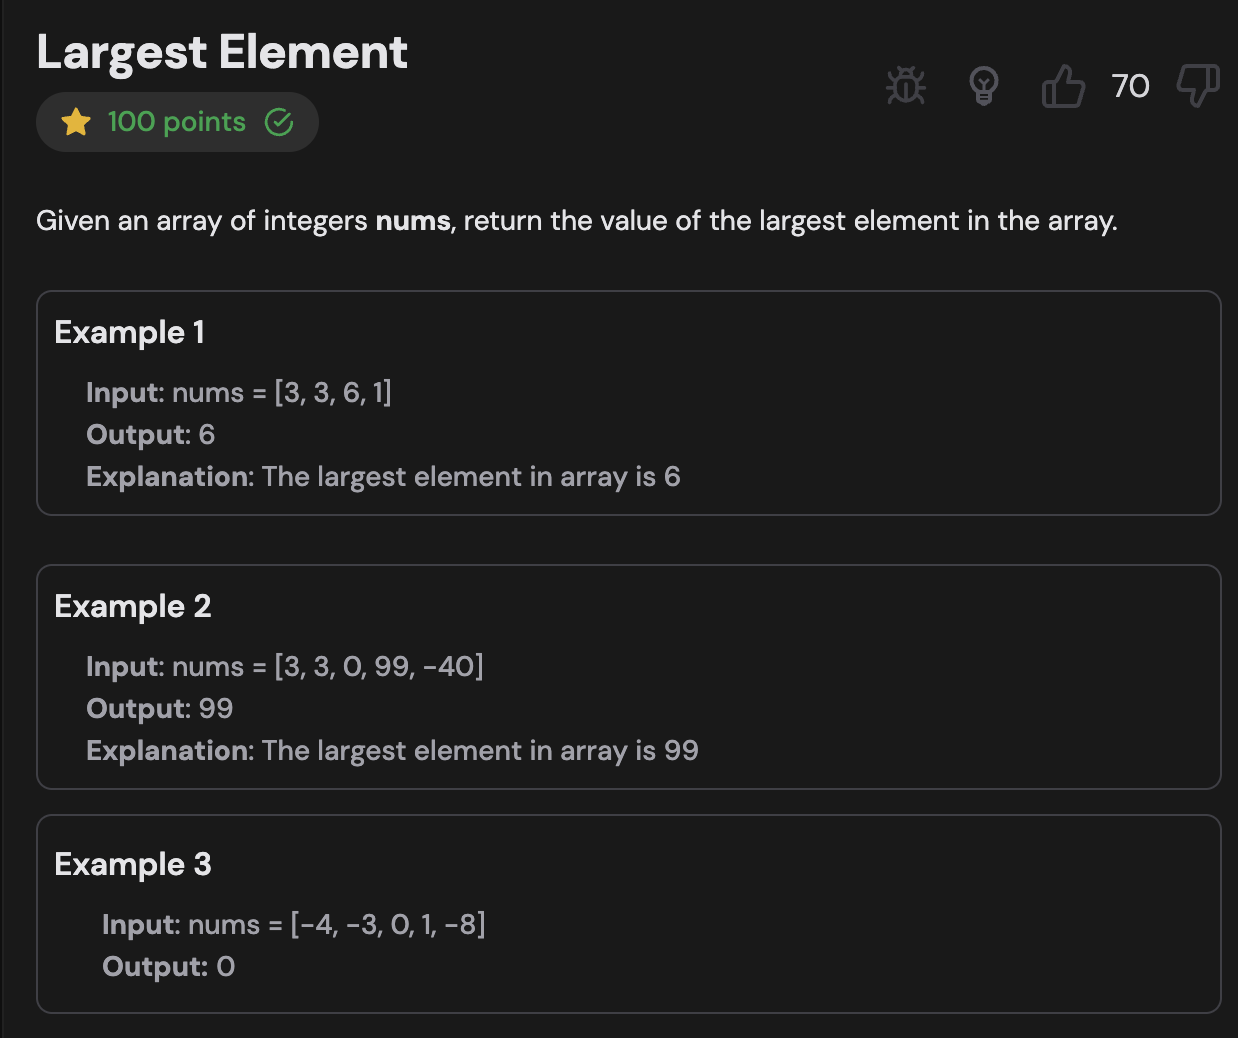 Largest Element
100 points
70
Given an array of integers nums, return the value of the largest element in the array.
Example 1
Input: nums = [3, 3, 6, 1]
Output: 6
Explanation: The largest element in array is 6
Example 2
Input: nums = [3, 3, 0, 99, -40]
Output: 99
Explanation: The largest element in array is 99
Example 3
Input: nums = [-4, -3, 0, 1, -8]
Output: 0